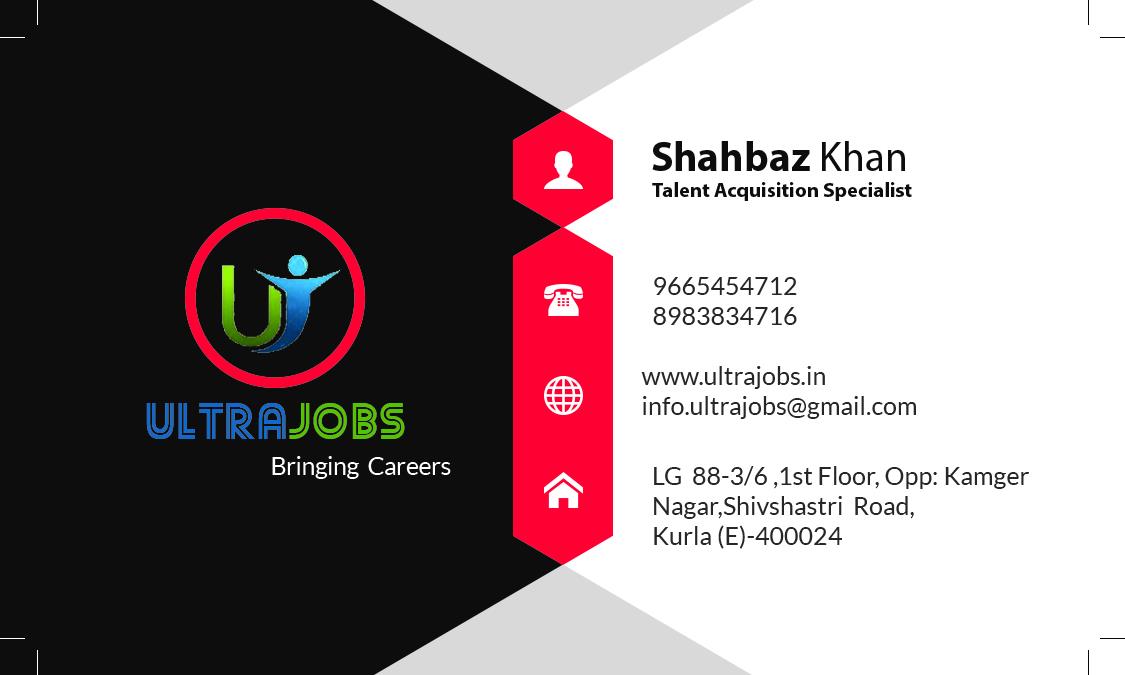 UJ
ULTRAJOBS
Bringing Careers
Shahbaz Khan
Talent Acquisition Specialist
9665454712
8983834716
www.ultrajobs.in
info.ultrajobs@gmail.com
LG 88-3/6 ,1st Floor, Opp: Kamger
Nagar,Shivshastri Road,
Kurla (E)-400024